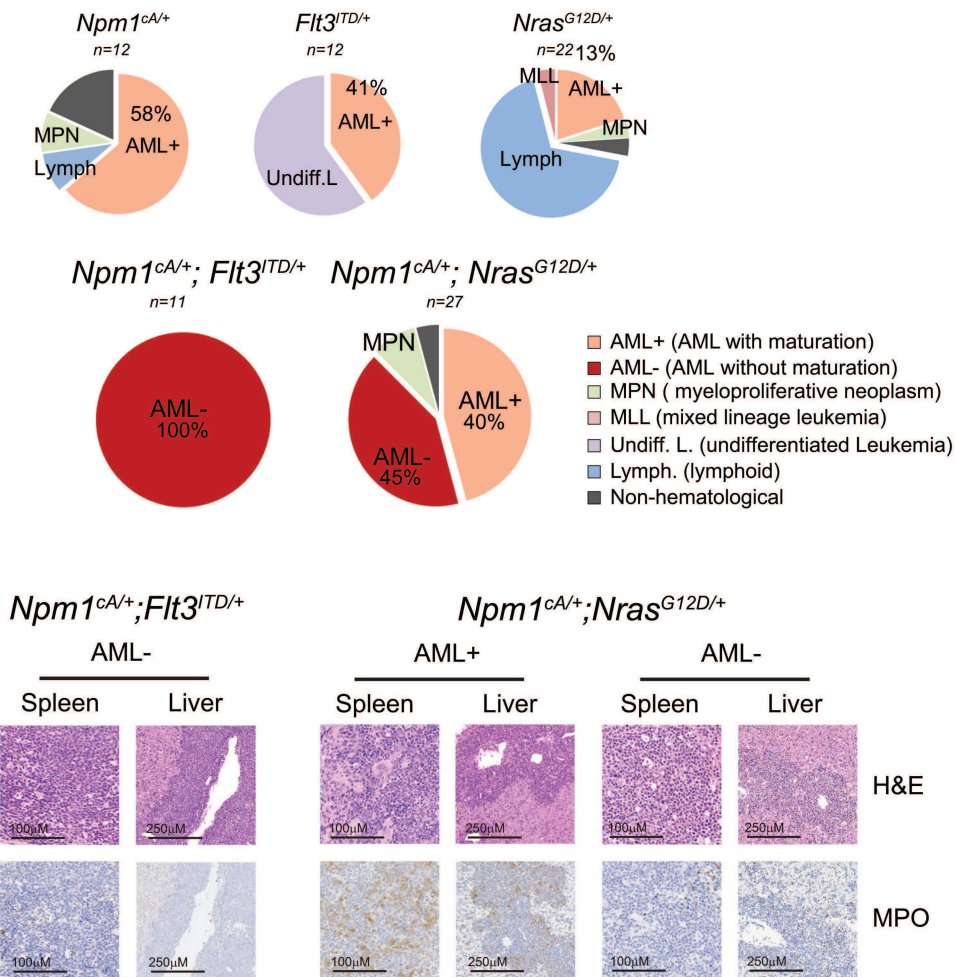 Npm1cA/+ Flt3ITD/+ NrasG12D/+
n=12 n=12 n=22 13%
MLL
58% 41% AML+
MPN AML+ AML+ MPN
Lymph Undiff.L Lymph
Npm1cA/+; Flt3ITD/+ Npm1cA/+; NrasG12D/+
n=11 n=27
MPN
AML- 100%
AML+ 40%
AML- 45%
AML+ (AML with maturation)
AML- (AML without maturation)
MPN ( myeloproliferative neoplasm)
MLL (mixed lineage leukemia)
Undiff. L. (undifferentiated Leukemia)
Lymph. (lymphoid)
Non-hematological
Npm1cA/+;Flt3ITD/+ Npm1cA/+;NrasG12D/+
AML- AML+ AML-
Spleen Liver Spleen Liver Spleen Liver
H&E
100µM 250µM 100µM 250µM 100µM 250µM
MPO
100µM 250µM 100µM 250µM 100µM 250µM